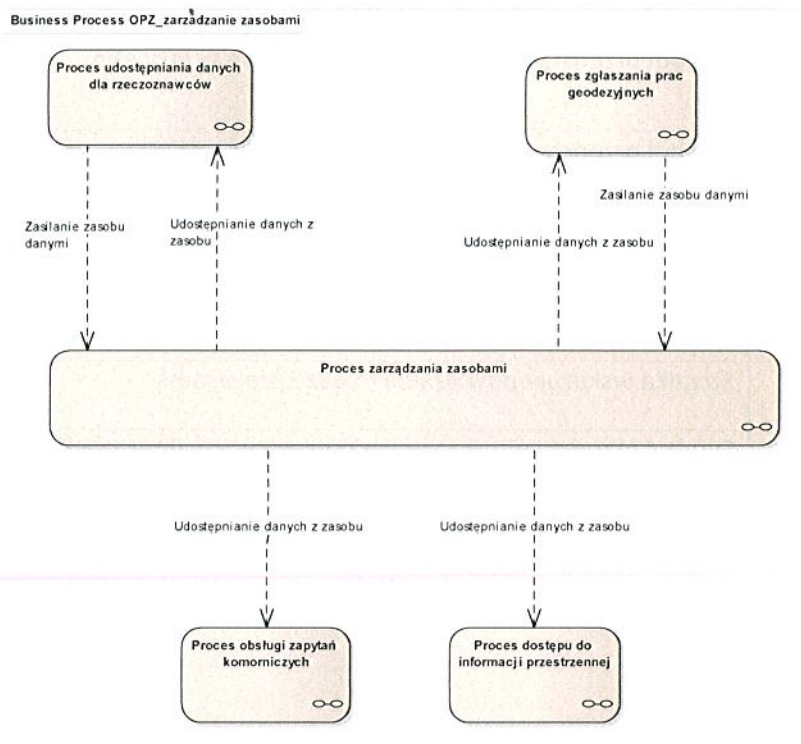 Business Process OPZ_zarządzanie zasobami
Proces udostępniania danych
dla rzeczoznawców
Proces zgłaszania prac
geodezyjnych
Zasilanie zasobu
danymi
Udostępnianie danych z
zasobu
Udostępnianie danych z zasobu
Zasilanie zasobu danymi
Proces zarządzania zasobami
Udostępnianie danych z zasobu
Udostępnianie danych z zasobu
Proces obsługi zapytań
komorniczych
Proces dostępu do
informacji przestrzennej